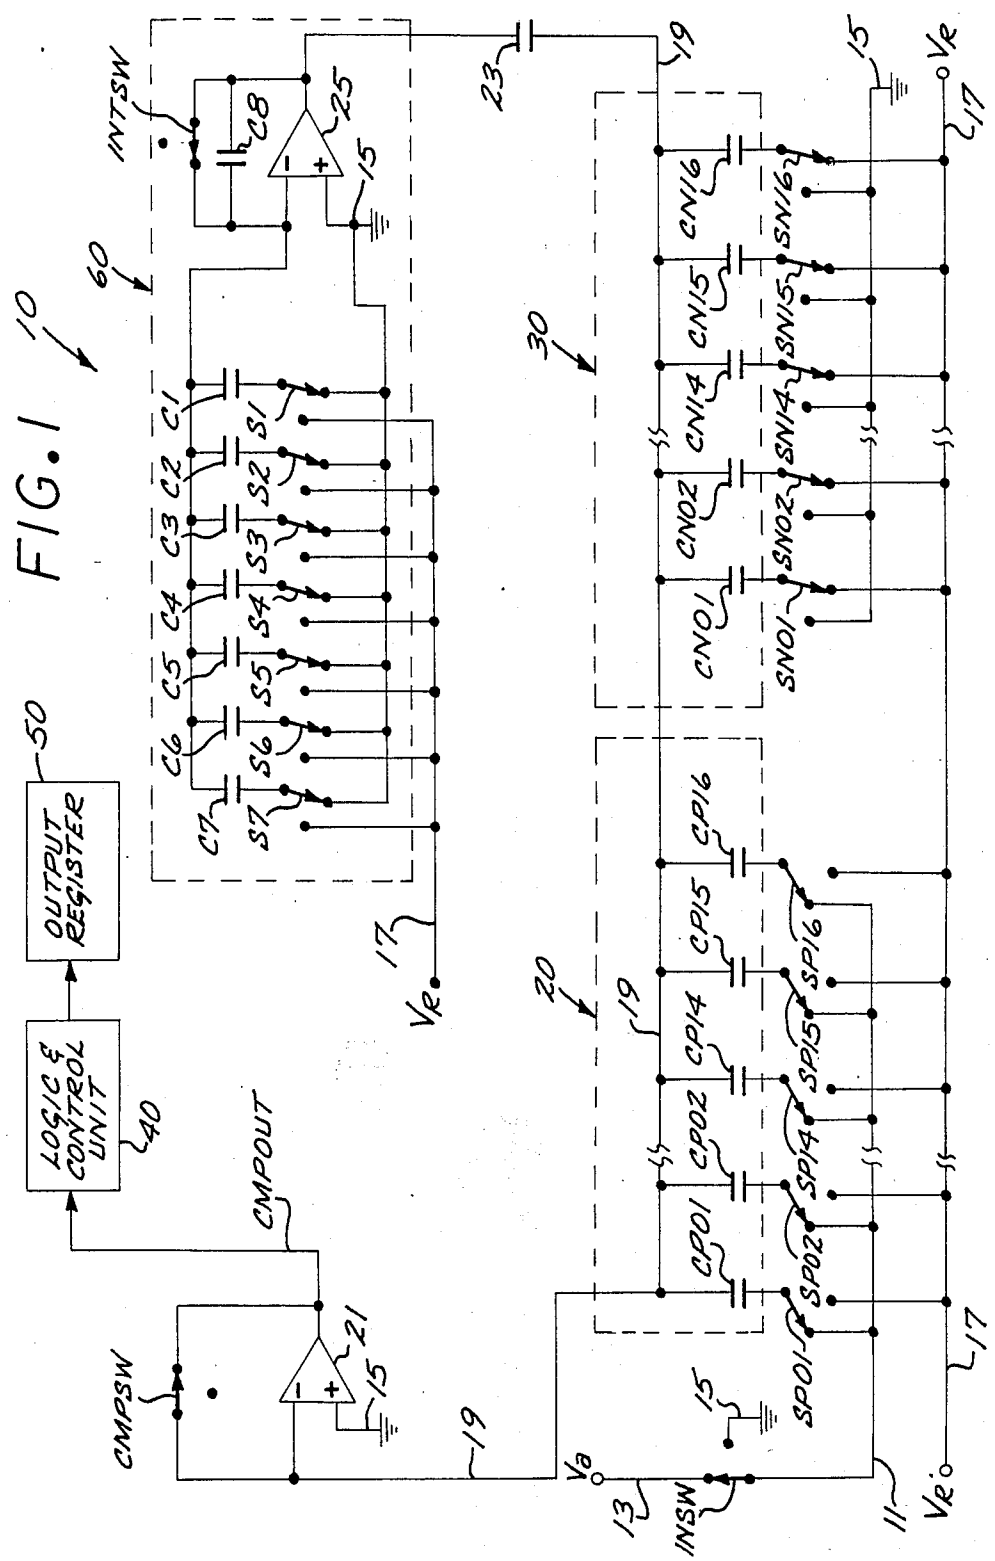 FIG. 1
10
LOGIC &
CONTROL
UNIT
40
OUTPUT
REGISTER
50
CMPSW
CMPOUT
21
15
19
60
INTSW
C8
25
15
C7
C6
C5
C4
C3
C2
C1
S7
S6
S5
S4
S3
S2
S1
17
VR
23
19
20
19
30
CP01
CP02
CP14
CP15
CP16
CN01
CN02
CN14
CN15
CN16
SP01
SP02
SP14
SP15
SP16
SN01
SN02
SN14
SN15
SN16
Va
13
INSW
15
11
15
VR
17
17
VR